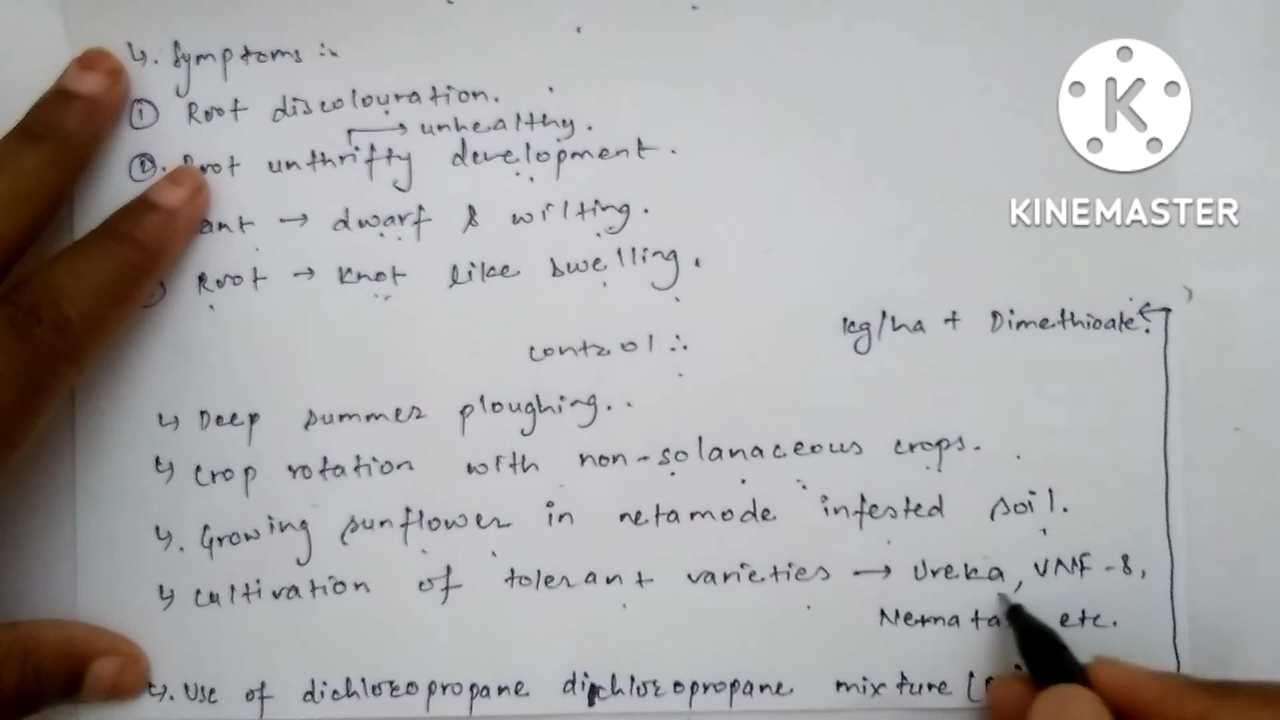 ↳. Symptoms :-
① Root discolouration.
→ unhealthy.
②. Root unthrifty development.
ant → dwarf & wilting.
Root → Knot like swelling.
kg/ha + Dimethioate.
control :.
↳ Deep summer ploughing.
↳ Crop rotation with non-solanaceous crops.
↳. Growing sunflower in netamode infested soil.
↳ cultivation of tolerant varieties → Ureka, VNF-8,
etc.
↳. Use of dichloropropane dichloropropane mixture (
K
KINEMASTER